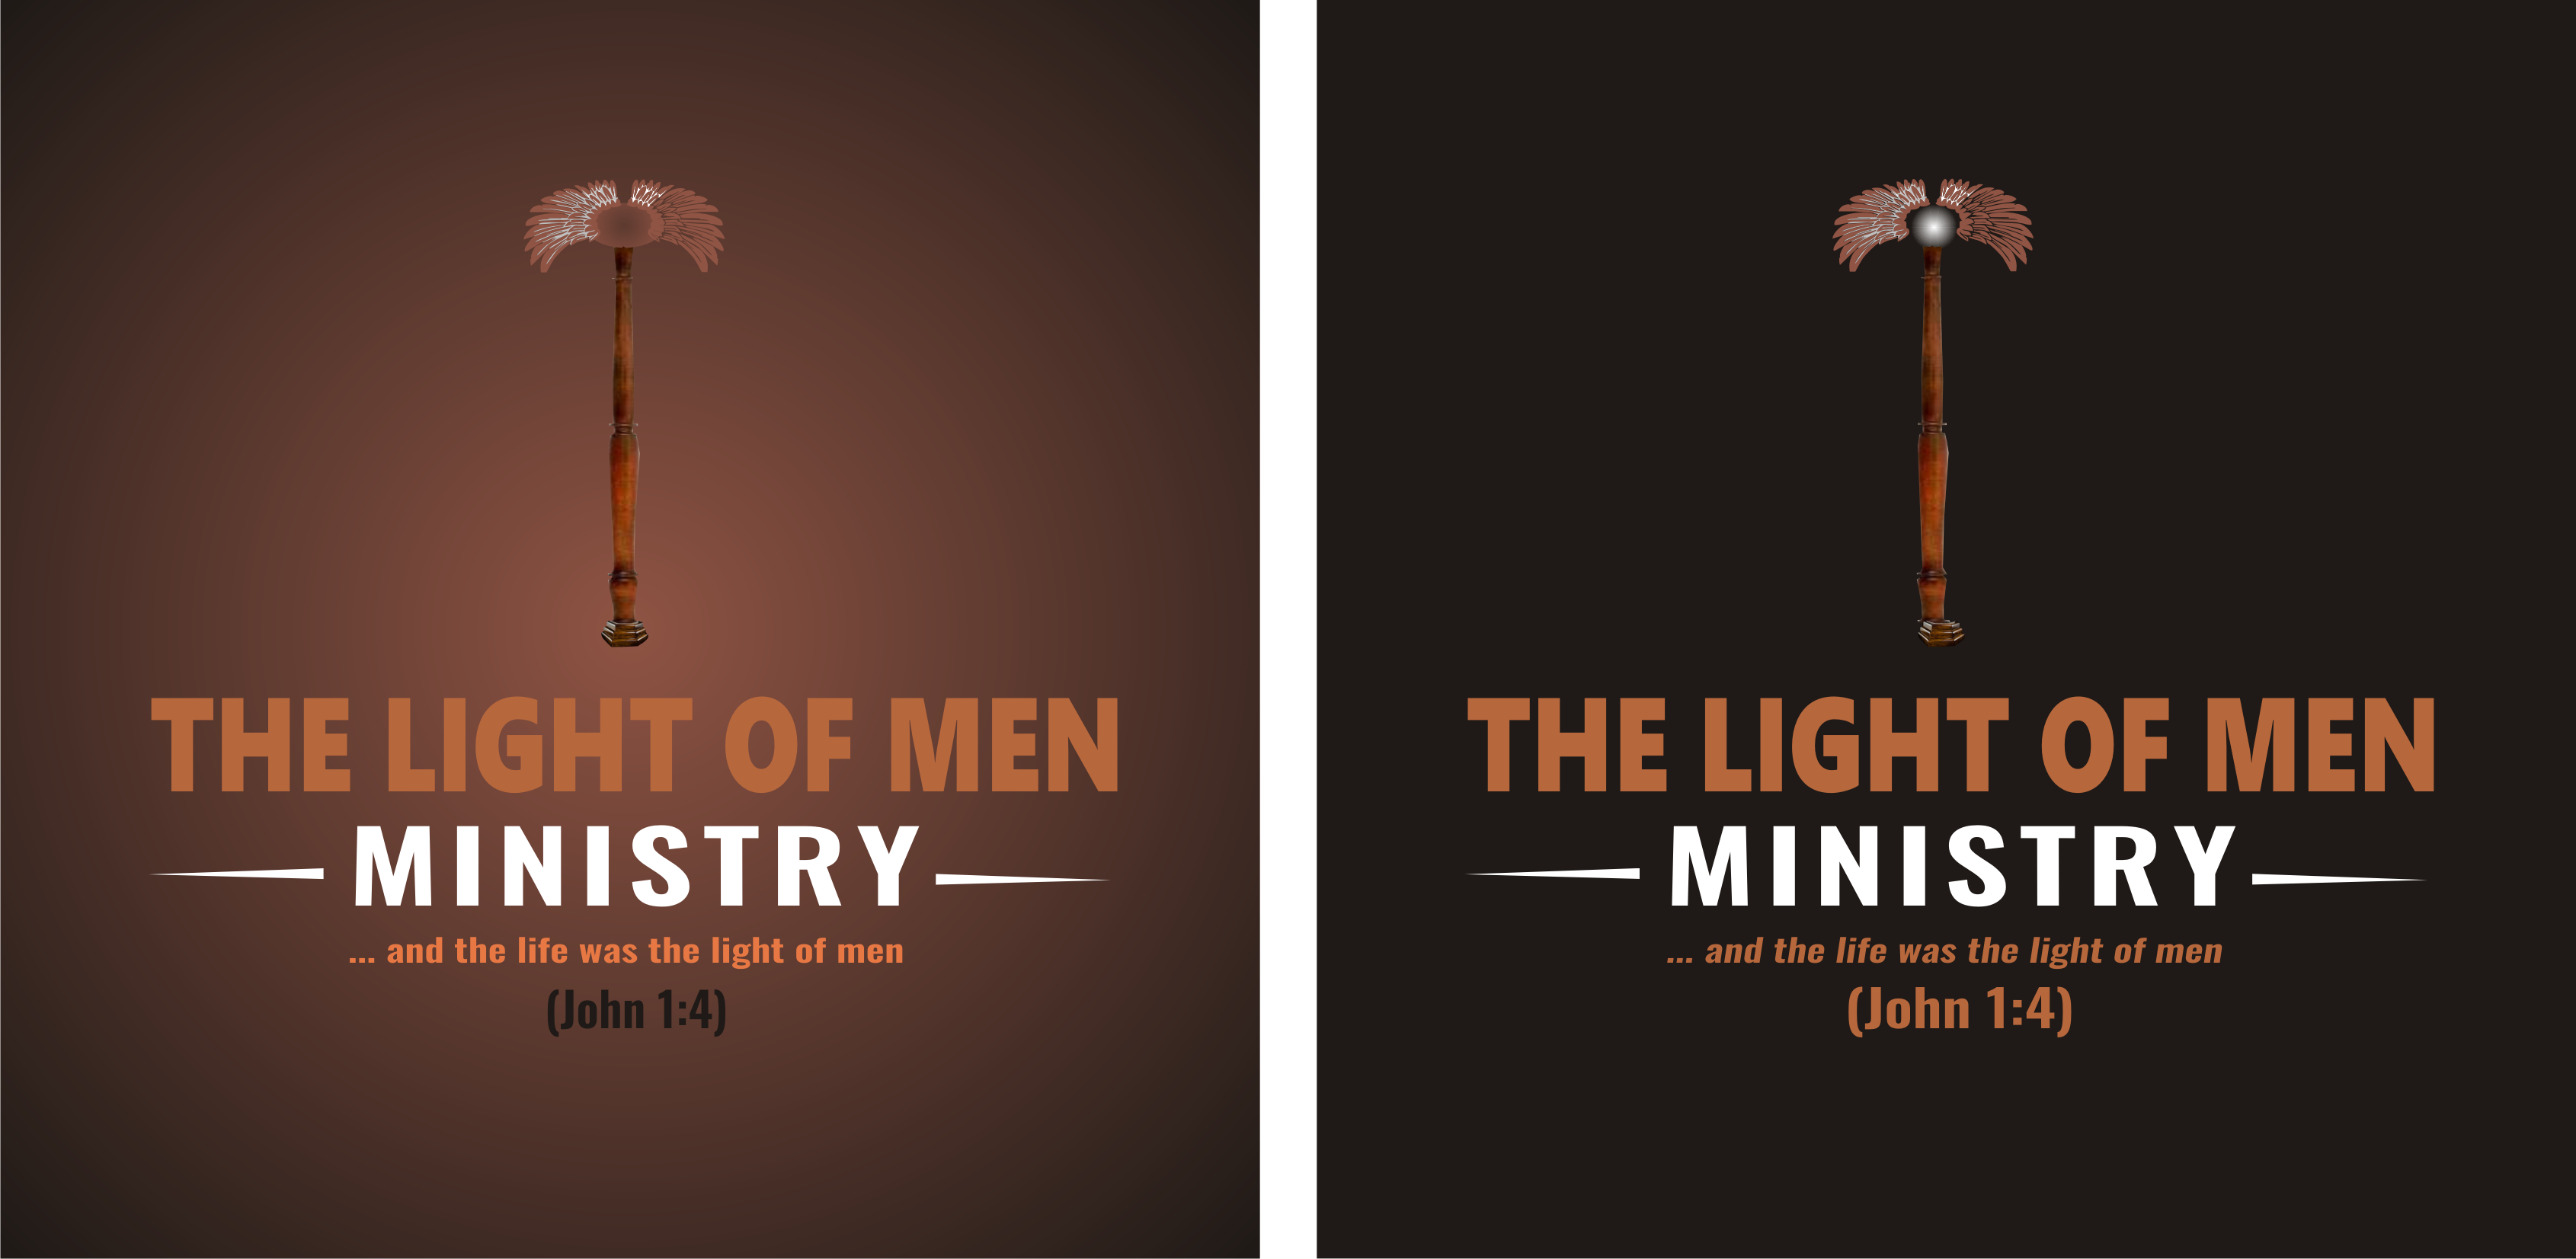 THE LIGHT OF MEN
MINISTRY
... and the life was the light of men
(John 1:4)
THE LIGHT OF MEN
MINISTRY
... and the life was the light of men
(John 1:4)